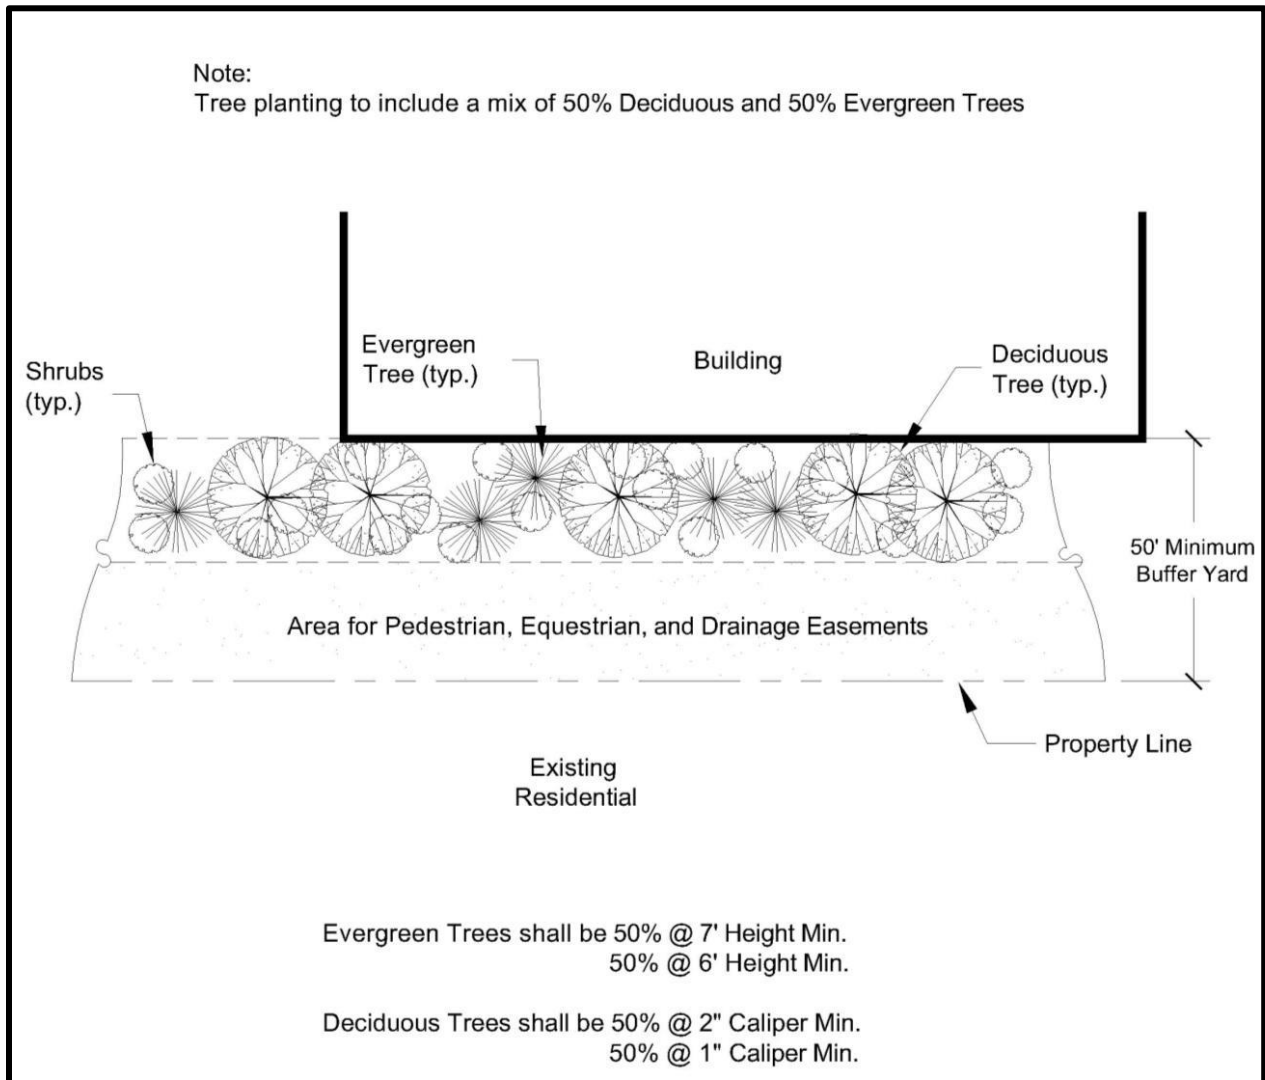 Note:
Tree planting to include a mix of 50% Deciduous and 50% Evergreen Trees
Shrubs
(typ.)
Evergreen
Tree (typ.)
Building
Deciduous
Tree (typ.)
50' Minimum
Buffer Yard
Area for Pedestrian, Equestrian, and Drainage Easements
Property Line
Existing
Residential
Evergreen Trees shall be 50% @ 7' Height Min.
50% @ 6' Height Min.
Deciduous Trees shall be 50% @ 2" Caliper Min.
50% @ 1" Caliper Min.